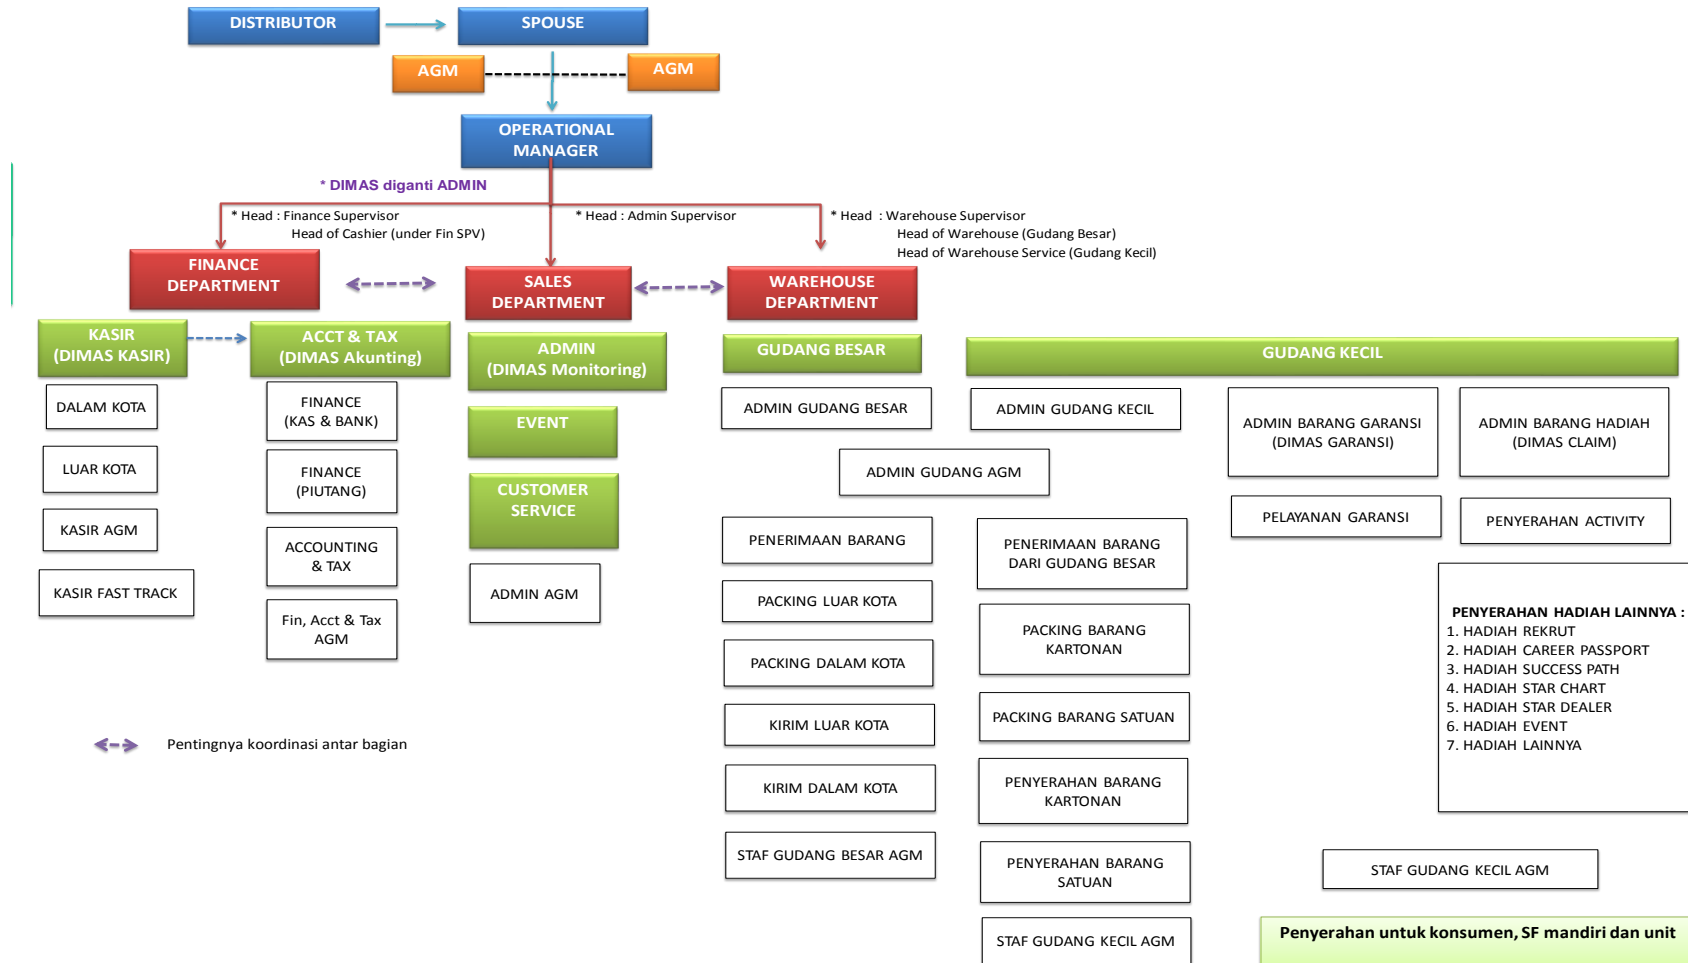 DISTRIBUTOR
SPOUSE
AGM
AGM
OPERATIONAL
MANAGER
* DIMAS diganti ADMIN
* Head : Finance Supervisor
Head of Cashier (under Fin SPV)
* Head : Admin Supervisor
* Head : Warehouse Supervisor
Head of Warehouse (Gudang Besar)
Head of Warehouse Service (Gudang Kecil)
FINANCE
DEPARTMENT
SALES
DEPARTMENT
WAREHOUSE
DEPARTMENT
KASIR
(DIMAS KASIR)
DALAM KOTA
LUAR KOTA
KASIR AGM
KASIR FAST TRACK
ACCT & TAX
(DIMAS Akunting)
FINANCE
(KAS & BANK)
FINANCE
(PIUTANG)
ACCOUNTING
& TAX
Fin, Acct & Tax
AGM
ADMIN
(DIMAS Monitoring)
EVENT
CUSTOMER
SERVICE
ADMIN AGM
GUDANG BESAR
ADMIN GUDANG BESAR
ADMIN GUDANG AGM
PENERIMAAN BARANG
PACKING LUAR KOTA
PACKING DALAM KOTA
KIRIM LUAR KOTA
KIRIM DALAM KOTA
STAF GUDANG BESAR AGM
GUDANG KECIL
ADMIN GUDANG KECIL
PENERIMAAN BARANG
DARI GUDANG BESAR
PACKING BARANG
KARTONAN
PACKING BARANG SATUAN
PENYERAHAN BARANG
KARTONAN
PENYERAHAN BARANG
SATUAN
STAF GUDANG KECIL AGM
ADMIN BARANG GARANSI
(DIMAS GARANSI)
PELAYANAN GARANSI
ADMIN BARANG HADIAH
(DIMAS CLAIM)
PENYERAHAN ACTIVITY
PENYERAHAN HADIAH LAINNYA :
1. HADIAH REKRUT
2. HADIAH CAREER PASSPORT
3. HADIAH SUCCESS PATH
4. HADIAH STAR CHART
5. HADIAH STAR DEALER
6. HADIAH EVENT
7. HADIAH LAINNYA
STAF GUDANG KECIL AGM
Penyerahan untuk konsumen, SF mandiri dan unit
Pentingnya koordinasi antar bagian